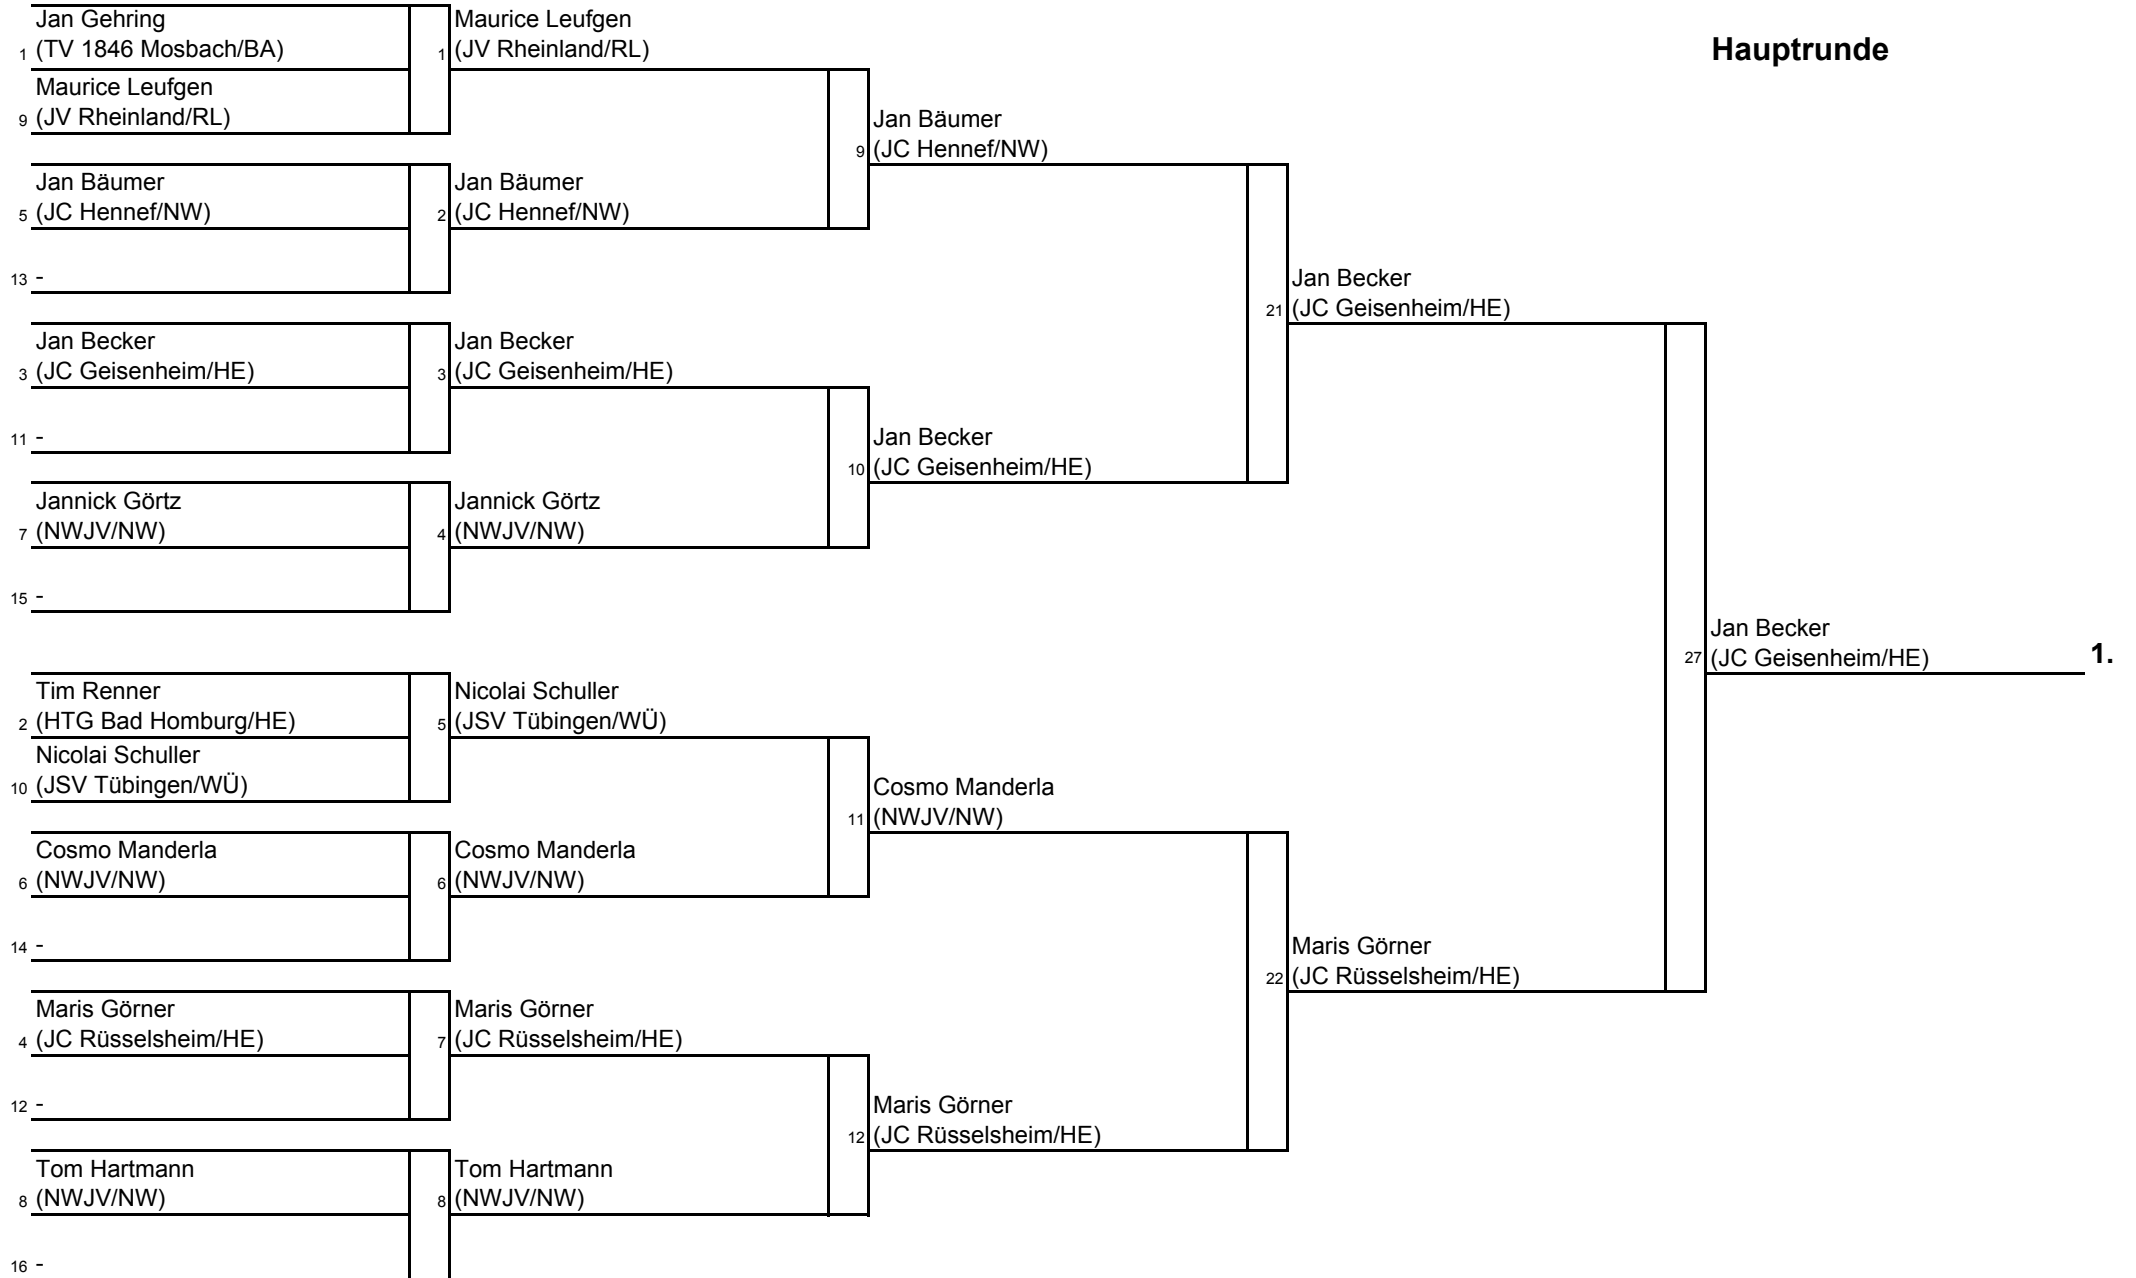 Hauptrunde
Jan Gehring
1 (TV 1846 Mosbach/BA)
Maurice Leufgen
9 (JV Rheinland/RL)
Jan Bäumer
5 (JC Hennef/NW)
13 -
Jan Becker
3 (JC Geisenheim/HE)
11 -
Jannick Görtz
7 (NWJV/NW)
15 -
Tim Renner
2 (HTG Bad Homburg/HE)
Nicolai Schuller
10 (JSV Tübingen/WÜ)
Cosmo Manderla
6 (NWJV/NW)
14 -
Maris Görner
4 (JC Rüsselsheim/HE)
12 -
Tom Hartmann
8 (NWJV/NW)
16 -
Maurice Leufgen
1 (JV Rheinland/RL)
Jan Bäumer
2 (JC Hennef/NW)
Jan Becker
3 (JC Geisenheim/HE)
Jannick Görtz
4 (NWJV/NW)
Nicolai Schuller
5 (JSV Tübingen/WÜ)
Cosmo Manderla
6 (NWJV/NW)
Maris Görner
7 (JC Rüsselsheim/HE)
Tom Hartmann
8 (NWJV/NW)
Jan Bäumer
9 (JC Hennef/NW)
Jan Becker
10 (JC Geisenheim/HE)
Cosmo Manderla
11 (NWJV/NW)
Maris Görner
12 (JC Rüsselsheim/HE)
Jan Becker
21 (JC Geisenheim/HE)
Maris Görner
22 (JC Rüsselsheim/HE)
Jan Becker
27 (JC Geisenheim/HE) 1.